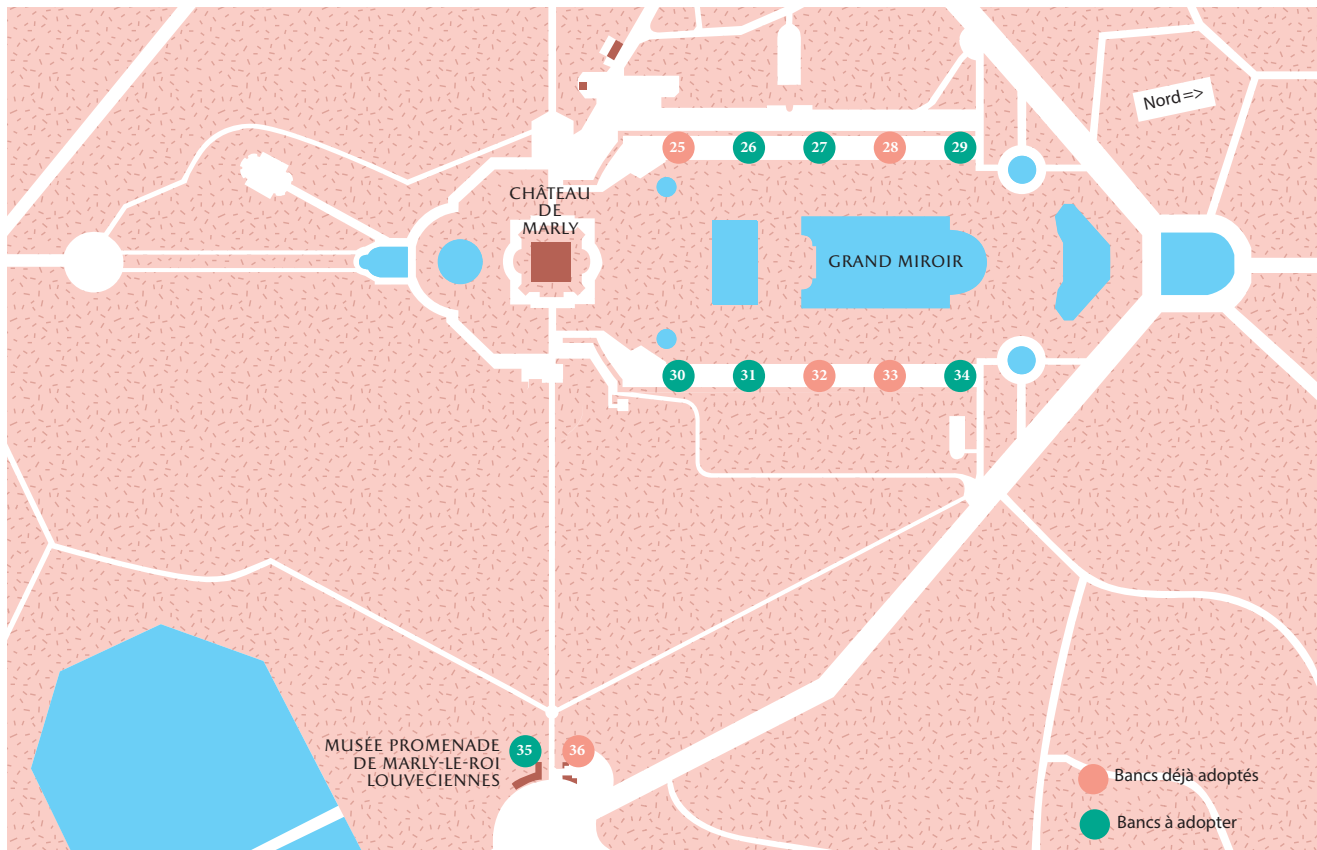 Nord =>
25
26
27
28
29
CHÂTEAU
DE
MARLY
GRAND MIROIR
30
31
32
33
34
MUSÉE PROMENADE
DE MARLY-LE-ROI
LOUVECIENNES
35
36
Bancs déjà adoptés
Bancs à adopter